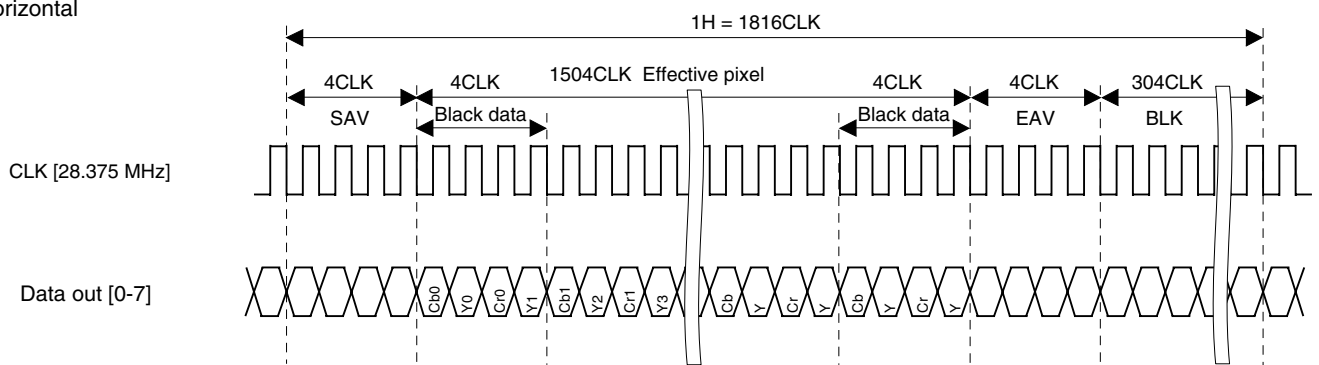 orizontal
1H = 1816CLK
4CLK 4CLK 1504CLK Effective pixel 4CLK 4CLK 304CLK
SAV Black data Black data EAV BLK
CLK [28.375 MHz]
Data out [0-7] Cb0 Y0 Cr0 Y1 Cb1 Y2 Cr1 Y3 Cb Y Cr Y Cb Y Cr Y